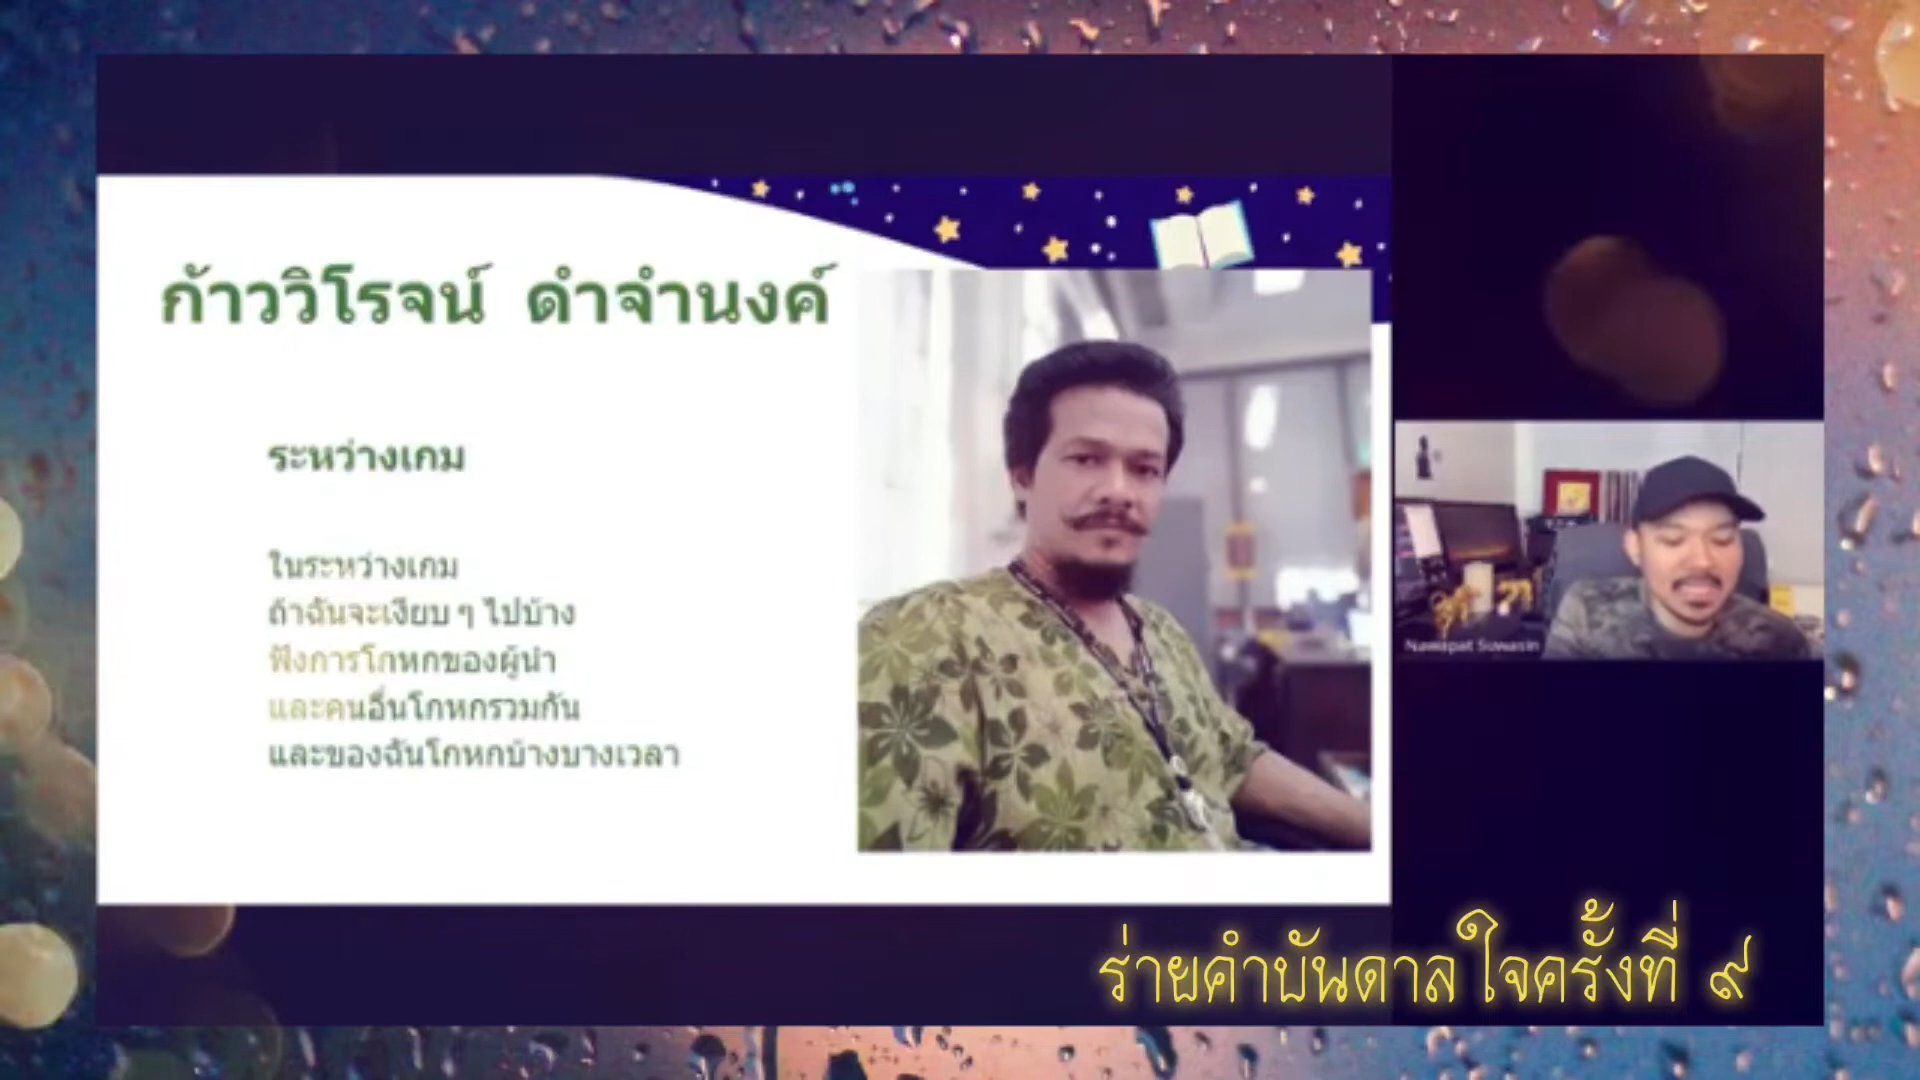 ก้าววิโรจน์ ดำจำนงค์
ระหว่างเกม
ในระหว่างเกม
ถ้าฉันจะเงียบ ๆ ไปบ้าง
ฟังการโกหกของผู้นำ
และคนอื่นโกหกรวมกัน
และของฉันโกหกบ้างบางเวลา
Nawapat Suwasin
ร่ายคำบันดาลใจครั้งที่ ๙